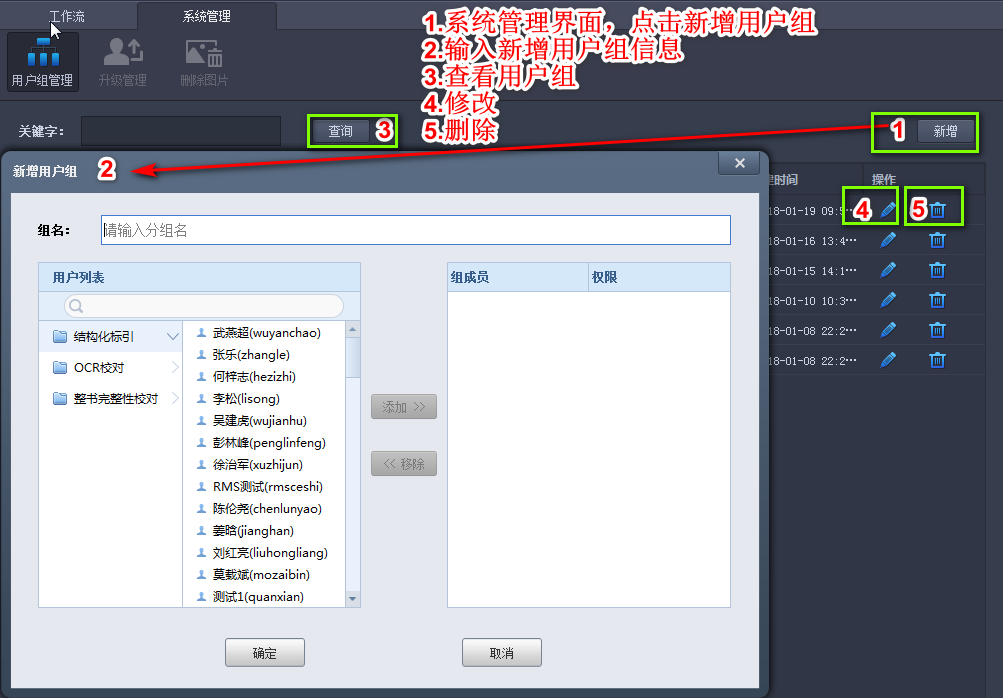 工作流
系统管理
用户组管理
升级管理
删除图片
1.系统管理界面，点击新增用户组
2.输入新增用户组信息
3.查看用户组
4.修改
5.删除
关键字：
查询
3
1
新增
新增用户组
2
时间
操作
18-01-19 09:5…
4
5
18-01-16 13:4…
18-01-15 14:1…
18-01-10 10:3…
18-01-08 22:2…
18-01-08 22:2…
组名：
请输入分组名
用户列表
组成员
权限
结构化标引
OCR校对
整书完整性校对
武燕超(wuyanchao)
张乐(zhangle)
何梓志(hezizhi)
李松(lisong)
吴建虎(wujianhu)
彭林峰(penglinfeng)
徐治军(xuzhijun)
RMS测试(rmsceshi)
陈伦尧(chenlunyao)
姜晗(jianghan)
刘红亮(liuhongliang)
莫载斌(mozaibin)
测试1(quanxian)
添加 >>
<< 移除
确定
取消